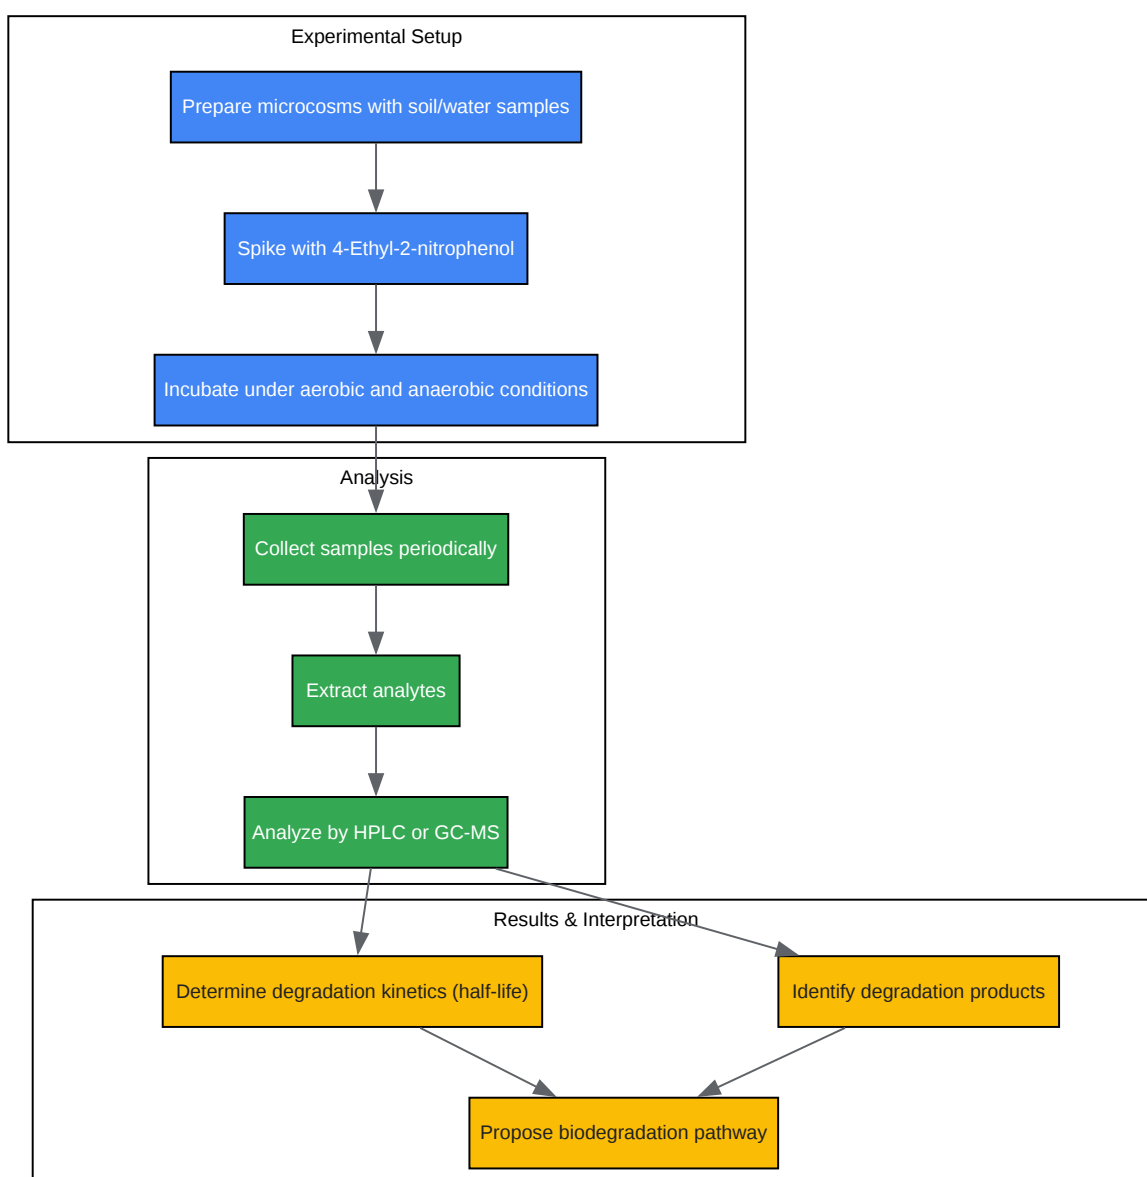 Experimental Setup
Prepare microcosms with soil/water samples
Spike with 4-Ethyl-2-nitrophenol
Incubate under aerobic and anaerobic conditions
Analysis
Collect samples periodically
Extract analytes
Analyze by HPLC or GC-MS
Results & Interpretation
Determine degradation kinetics (half-life)
Identify degradation products
Propose biodegradation pathway